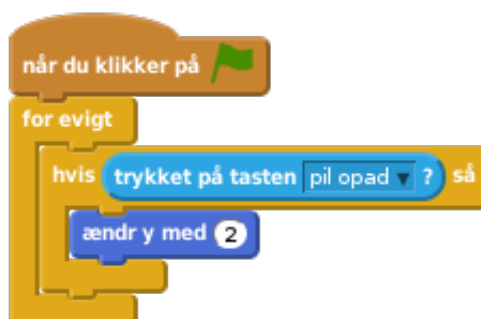 når du klikker på
for evigt
hvis trykket på tasten pil opad ? så
ændr y med 2